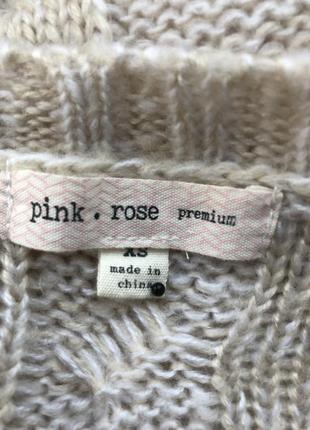 pink . rose premium
XS
made in
china